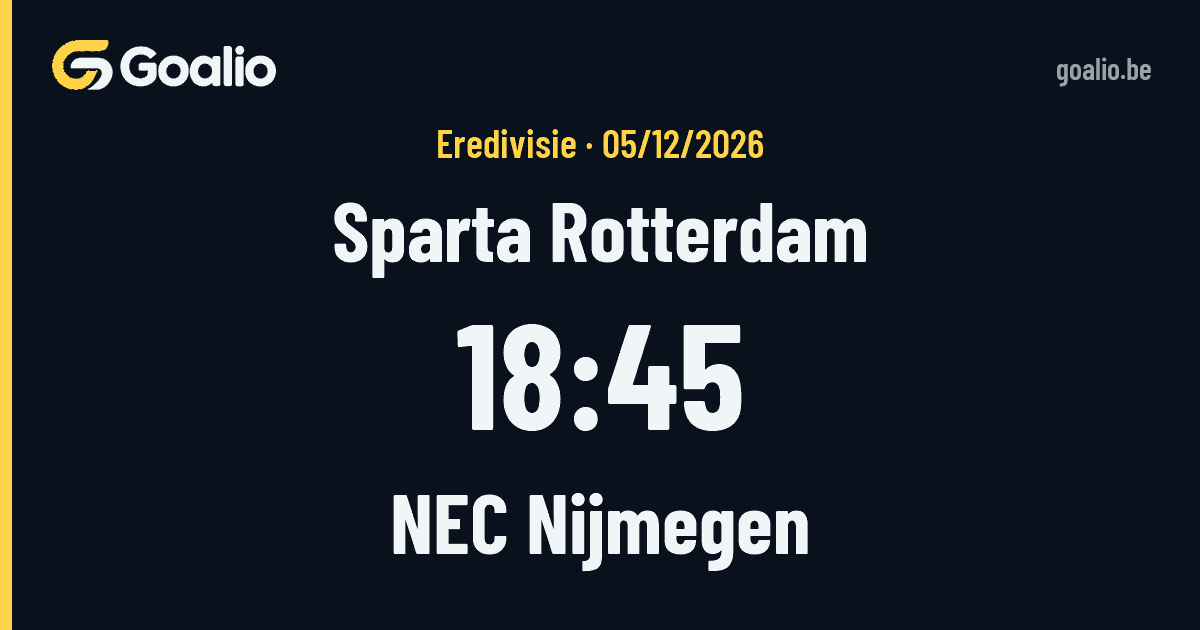 Goalio
goalio.be
Eredivisie · 05/12/2026
Sparta Rotterdam
18:45
NEC Nijmegen